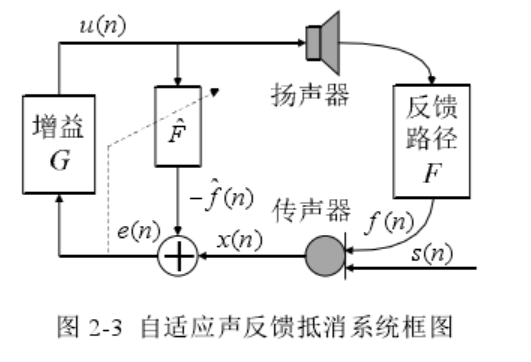 u(n)
扬声器
增益
G
F̂
反馈
路径
F
-f̂(n)
传声器
f(n)
e(n)
x(n)
s(n)
图 2-3 自适应声反馈抵消系统框图